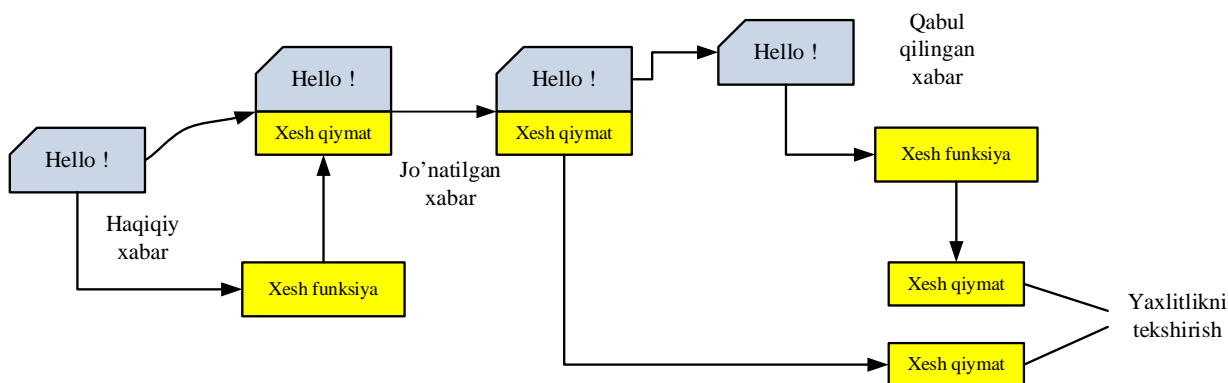 Hello !
Haqiqiy
xabar
Xesh funksiya
Hello !
Xesh qiymat
Jo’natilgan
xabar
Hello !
Xesh qiymat
Hello !
Qabul
qilingan
xabar
Xesh funksiya
Xesh qiymat
Xesh qiymat
Yaxlitlikni
tekshirish